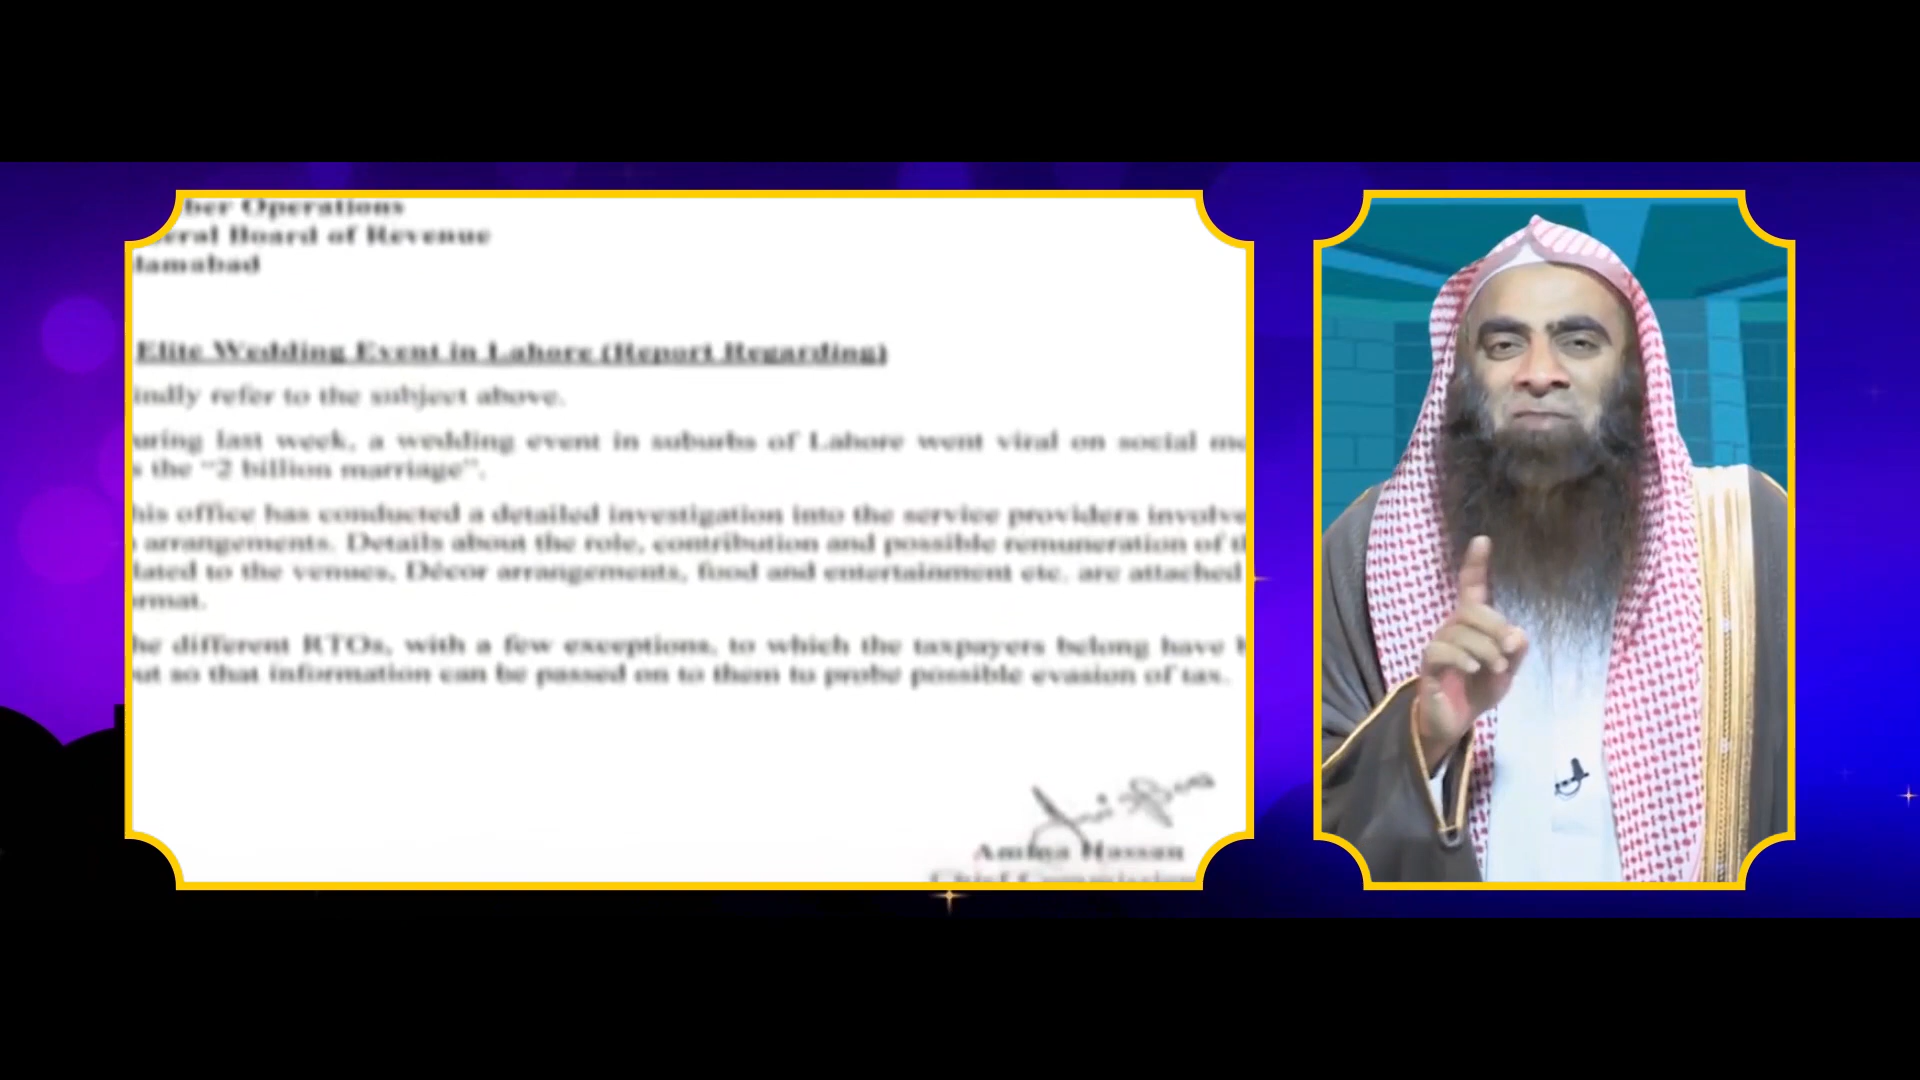 ber Operations
eral Board of Revenue
lamabad
Elite Wedding Event in Lahore (Report Regarding)
indly refer to the subject above.
uring last week, a wedding event in suburbs of Lahore went viral on social me
s the “2 billion marriage”.
his office has conducted a detailed investigation into the service providers involve
arrangements. Details about the role, contribution and possible remuneration of th
lated to the venues, Décor arrangements, food and entertainment etc. are attached
ormat.
he different RTOs, with a few exceptions, to which the taxpayers belong have b
ut so that information can be passed on to them to probe possible evasion of tax.
Amina Hassan